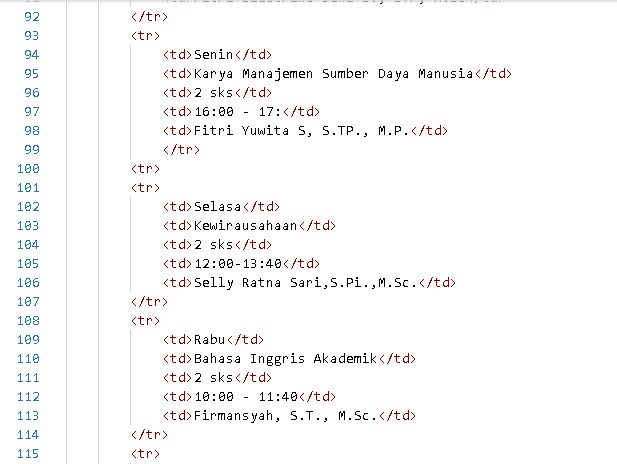 92 </tr>
93 <tr>
94 <td>Senin</td>
95 <td>Karya Manajemen Sumber Daya Manusia</td>
96 <td>2 sks</td>
97 <td>16:00 - 17:</td>
98 <td>Fitri Yuwita S, S.TP., M.P.</td>
99 </tr>
100 <tr>
101 <tr>
102 <td>Selasa</td>
103 <td>Kewirausahaan</td>
104 <td>2 sks</td>
105 <td>12:00-13:40</td>
106 <td>Selly Ratna Sari,S.Pi.,M.Sc.</td>
107 </tr>
108 <tr>
109 <td>Rabu</td>
110 <td>Bahasa Inggris Akademik</td>
111 <td>2 sks</td>
112 <td>10:00 - 11:40</td>
113 <td>Firmansyah, S.T., M.Sc.</td>
114 </tr>
115 <tr>